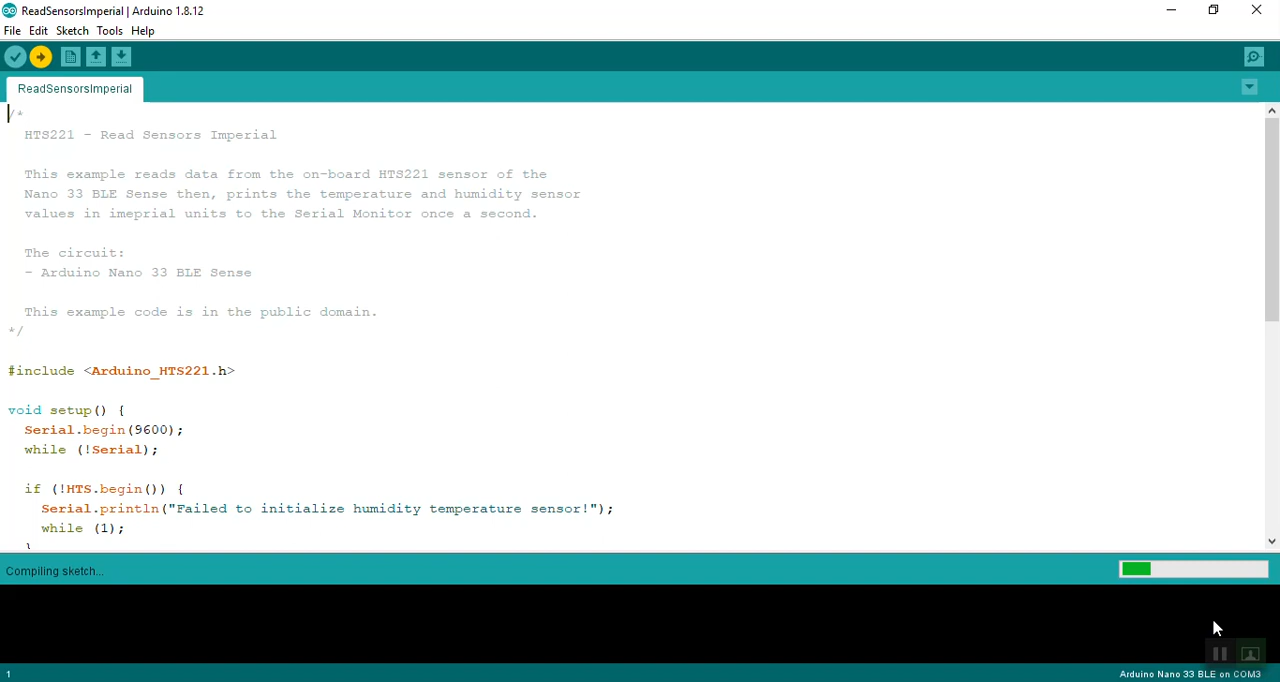 ReadSensorsImperial | Arduino 1.8.12
File Edit Sketch Tools Help
ReadSensorsImperial
/*
HTS221 - Read Sensors Imperial
This example reads data from the on-board HTS221 sensor of the
Nano 33 BLE Sense then, prints the temperature and humidity sensor
values in imeprial units to the Serial Monitor once a second.
The circuit:
- Arduino Nano 33 BLE Sense
This example code is in the public domain.
*/
#include <Arduino_HTS221.h>
void setup() {
Serial.begin(9600);
while (!Serial);
if (!HTS.begin()) {
Serial.println("Failed to initialize humidity temperature sensor!");
while (1);
}
Compiling sketch...
1
Arduino Nano 33 BLE on COM3